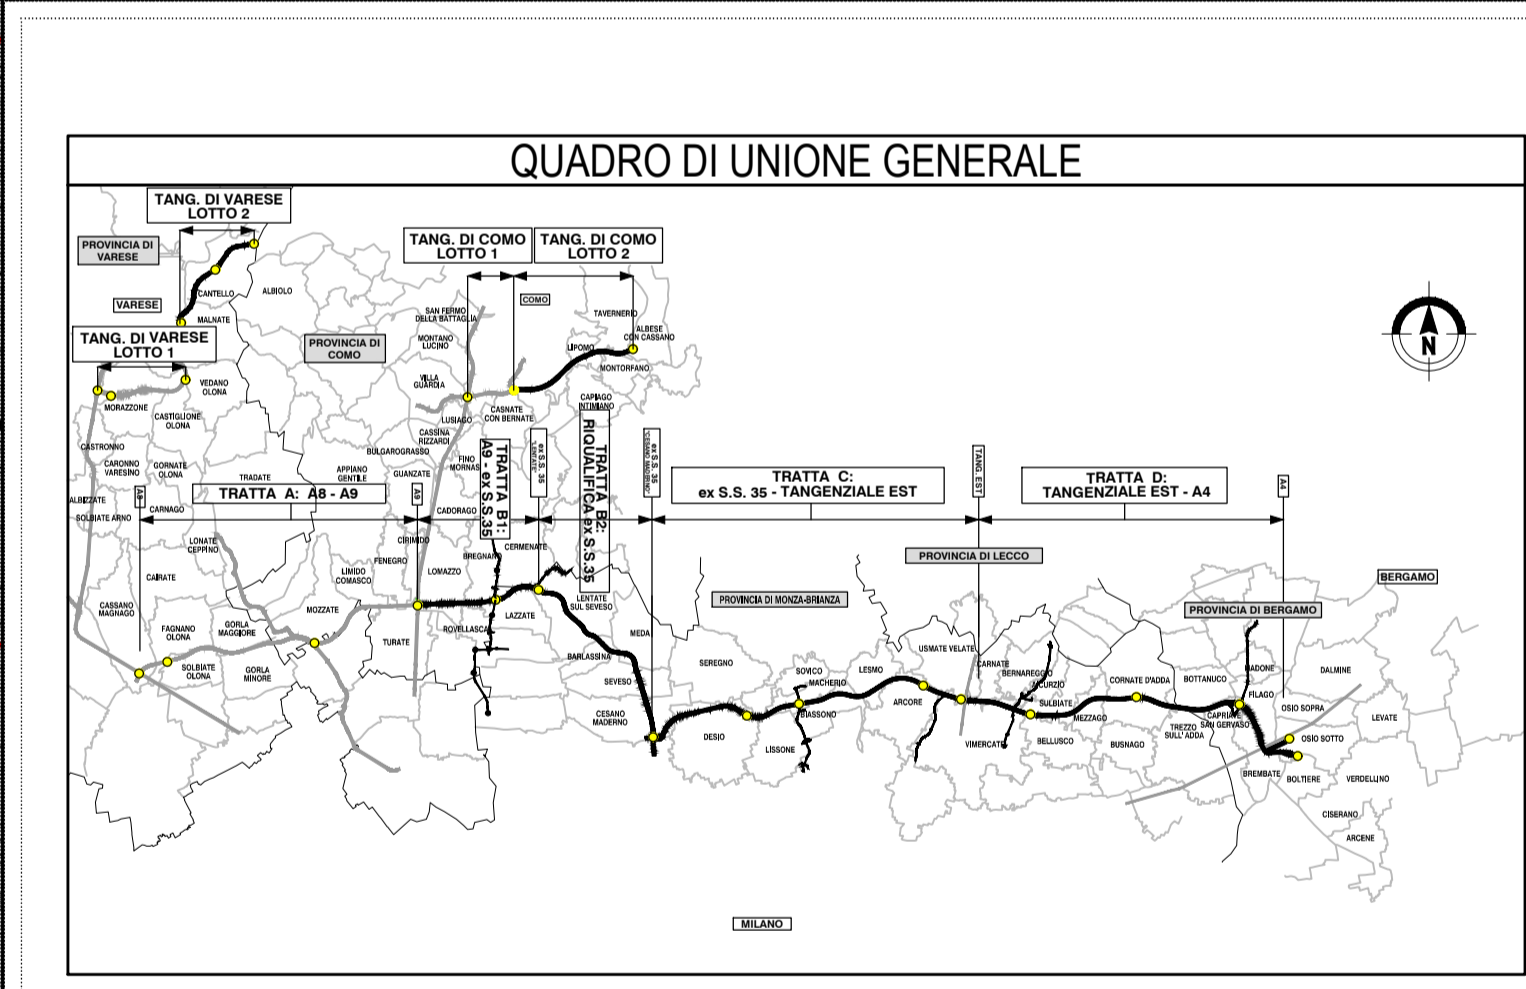 QUADRO DI UNIONE GENERALE
TANG. DI VARESE
LOTTO 2
PROVINCIA DI
VARESE
CANTELLO
ALBIOLO
VARESE
MALNATE
TANG. DI VARESE
LOTTO 1
VEDANO
OLONA
MORAZZONE
CASTIGLIONE
OLONA
TANG. DI COMO
LOTTO 1
TANG. DI COMO
LOTTO 2
COMO
SAN FERMO
DELLA BATTAGLIA
TAVERNERIO
ALBESE
CON CASSANO
PROVINCIA DI
COMO
MONTANO
LUCINO
LIPOMO
MONTORFANO
VILLA
GUARDIA
CAPIAGO
INTIMIANO
LUSIAGO
CASNATE
CON BERNATE
CASSINA
RIZZARDI
BULGAROGRASSO
CASTRONNO
CARONNO
VARESINO
GORNATE
OLONA
TRADATE
APPIANO
GENTILE
GUANZATE
FINO
MORNAS
TRATTA B1:
A9 - ex S.S.35
ex S.S. 35
"LENTATE"
TRATTA B2:
RIQUALIFICA ex S.S.35
ex S.S. 35
"CESANO MADERNO"
TRATTA C:
ex S.S. 35 - TANGENZIALE EST
TANG. EST
TRATTA D:
TANGENZIALE EST - A4
A4
N
ALBIZZATE
A8
TRATTA A: A8 - A9
A9
SOLBIATE ARNO
CARNAGO
CADORAGO
LONATE
CEPPINO
CIRIMIDO
FENEGRO
BREGNANO
CERMENATE
CAIRATE
LIMIDO
COMASCO
LOMAZZO
LENTATE
SUL SEVESO
CASSANO
MAGNAGO
MOZZATE
LAZZATE
FAGNANO
OLONA
GORLA
MAGGIORE
TURATE
ROVELLASCA
MEDA
SOLBIATE
OLONA
GORLA
MINORE
BARLASSINA
SEVESO
CESANO
MADERNO
PROVINCIA DI MONZA-BRIANZA
PROVINCIA DI LECCO
PROVINCIA DI BERGAMO
BERGAMO
SEREGNO
SOVICO
MACHERIO
LESMO
USMATE VELATE
CARNATE
BERNAREGGIO
AICURZIO
SULBIATE
CORNATE D'ADDA
BOTTANUCO
MADONE
FILAGO
DALMINE
OSIO SOPRA
LEVATE
DESIO
BIASSONO
LISSONE
ARCORE
VIMERCATE
MEZZAGO
BELLUSCO
BUSNAGO
TREZZO
SULL'ADDA
CAPRIATE
SAN GERVASO
OSIO SOTTO
BREMBATE
BOLTIERE
VERDELLINO
CISERANO
ARCENE
MILANO